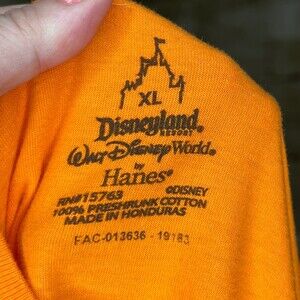 XL
Disneyland®
RESORT
Walt Disney World®
by
Hanes®
RN#15763 ©DISNEY
100% PRESHRUNK COTTON
MADE IN HONDURAS
FAC-013636 - 19183